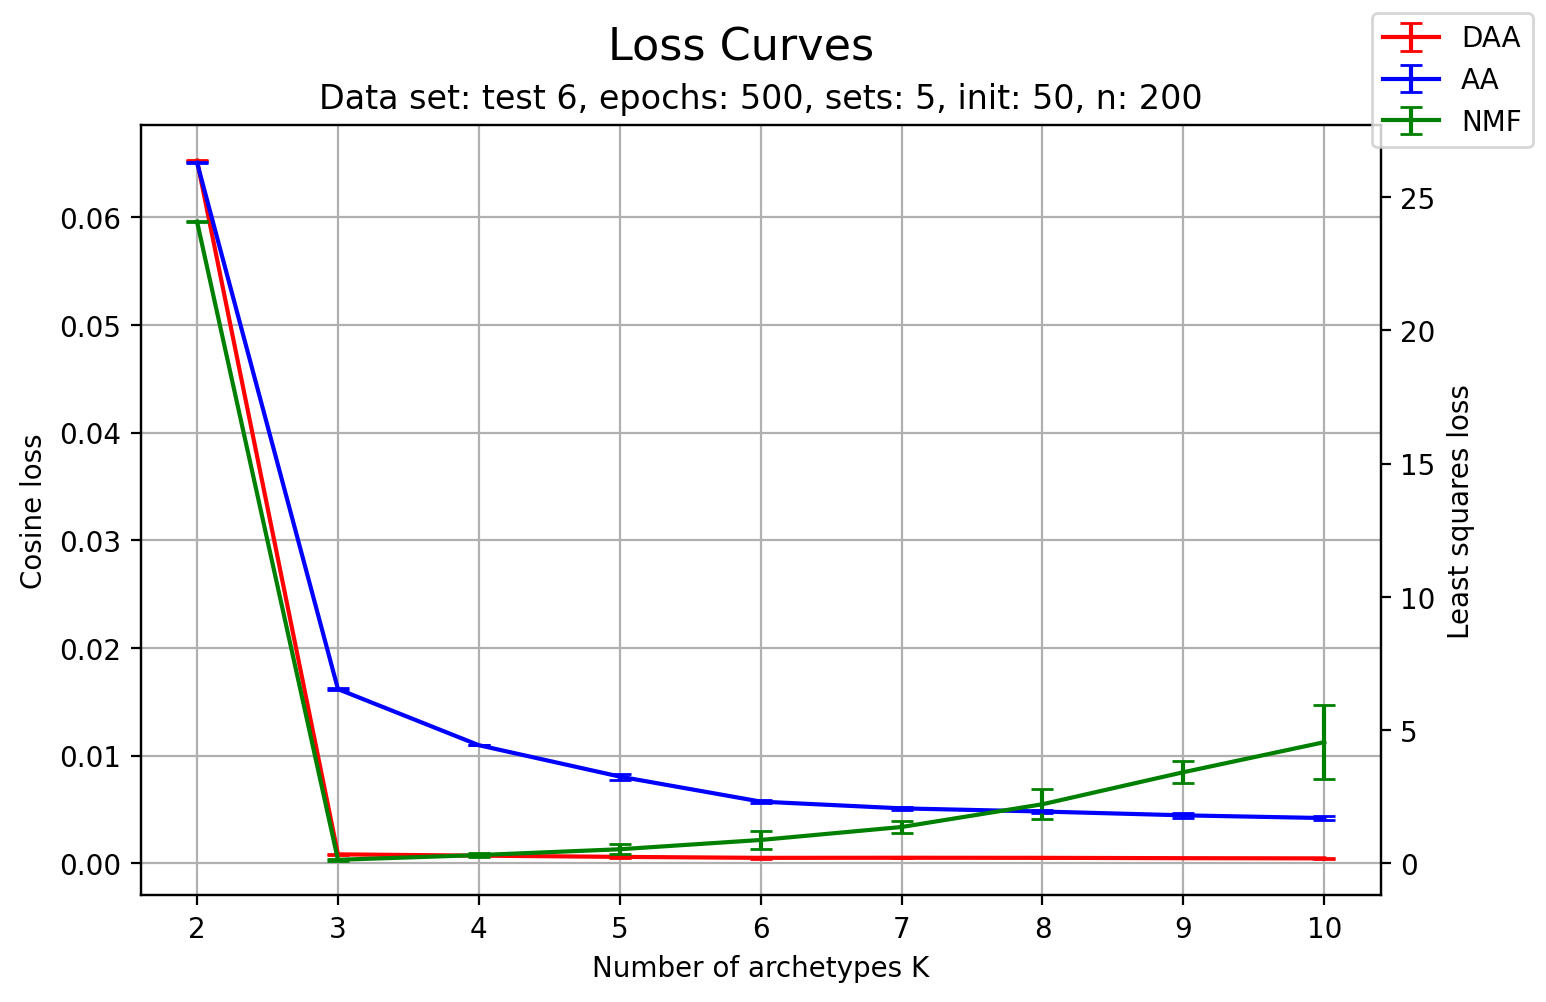 Loss Curves
Data set: test 6, epochs: 500, sets: 5, init: 50, n: 200
DAA
AA
NMF
Cosine loss
0.06
0.05
0.04
0.03
0.02
0.01
0.00
25
20
15
10
5
0
Least squares loss
2 3 4 5 6 7 8 9 10
Number of archetypes K